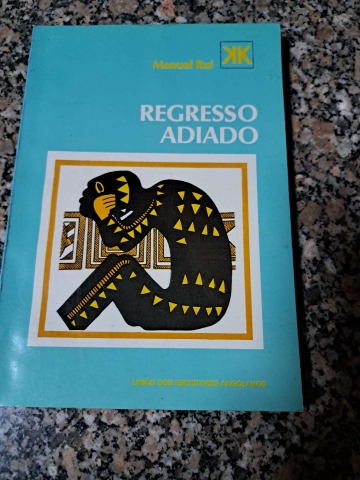 Manuel Rui
KK
REGRESSO
ADIADO
UNIÃO DOS ESCRITORES ANGOLANOS